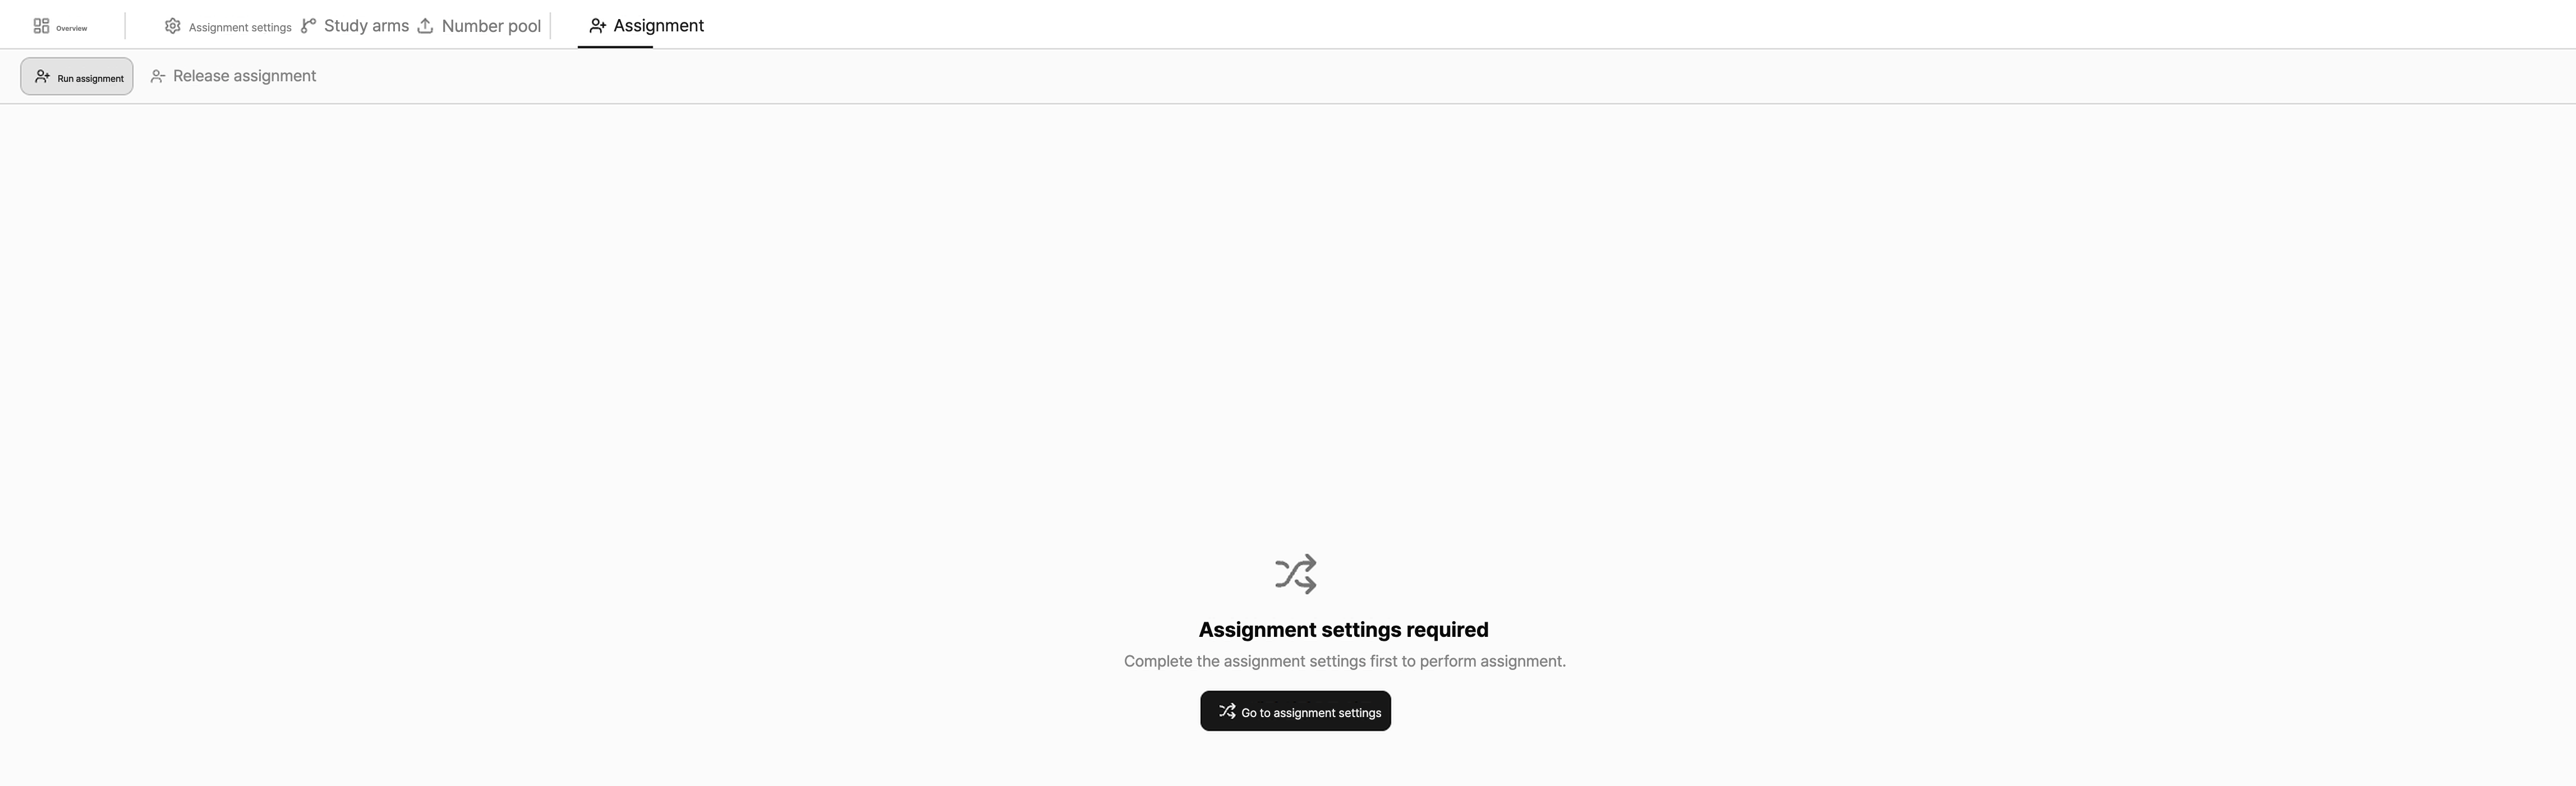 Overview
Assignment settings
Study arms
Number pool
Assignment
Run assignment
Release assignment
Assignment settings required
Complete the assignment settings first to perform assignment.
Go to assignment settings